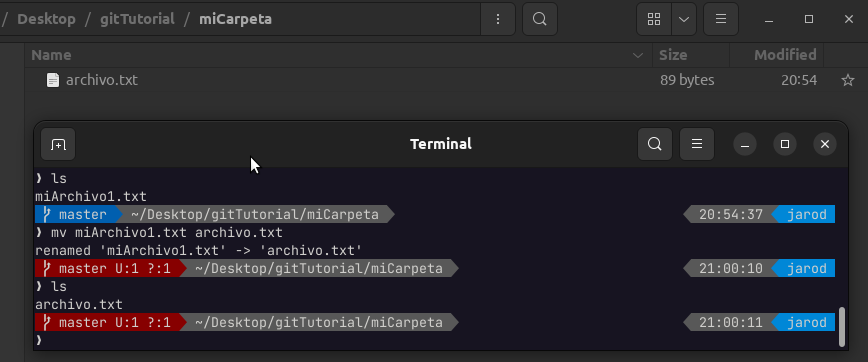 / Desktop / gitTutorial / miCarpeta
Name Size Modified
archivo.txt 89 bytes 20:54
Terminal
❯ ls
miArchivo1.txt
master ~/Desktop/gitTutorial/miCarpeta 20:54:37 jarod
❯ mv miArchivo1.txt archivo.txt
renamed 'miArchivo1.txt' -> 'archivo.txt'
master U:1 ?:1 ~/Desktop/gitTutorial/miCarpeta 21:00:10 jarod
❯ ls
archivo.txt
master U:1 ?:1 ~/Desktop/gitTutorial/miCarpeta 21:00:11 jarod
❯